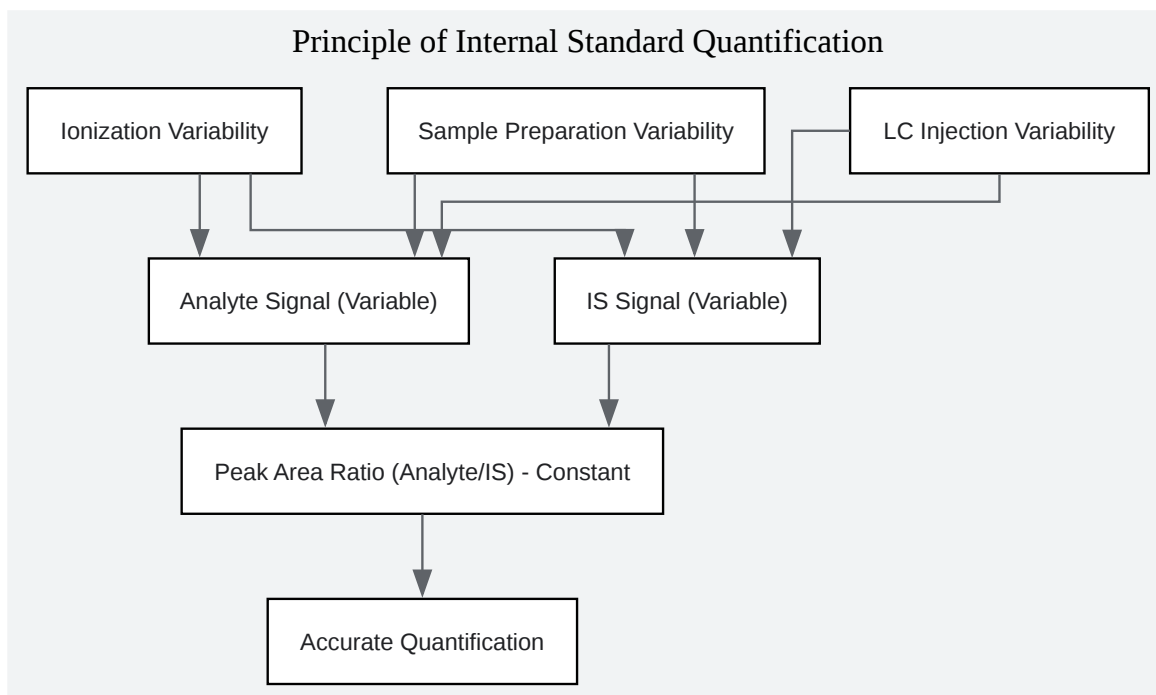 Principle of Internal Standard Quantification
Ionization Variability
Sample Preparation Variability
LC Injection Variability
Analyte Signal (Variable)
IS Signal (Variable)
Peak Area Ratio (Analyte/IS) - Constant
Accurate Quantification